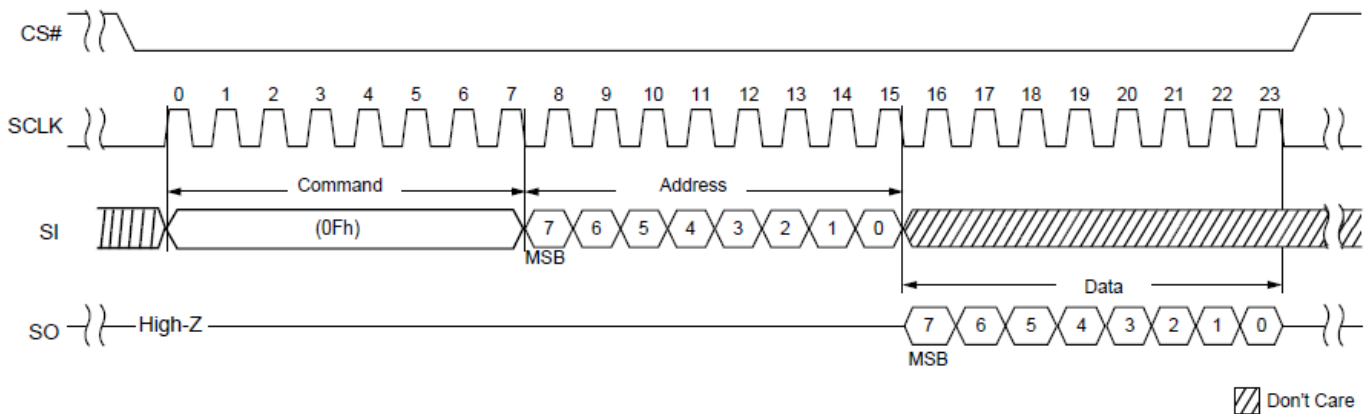 CS#
0 1 2 3 4 5 6 7 8 9 10 11 12 13 14 15 16 17 18 19 20 21 22 23
SCLK
Command Address
SI (0Fh) 7 6 5 4 3 2 1 0
MSB
Data
SO High-Z 7 6 5 4 3 2 1 0
MSB
Don't Care